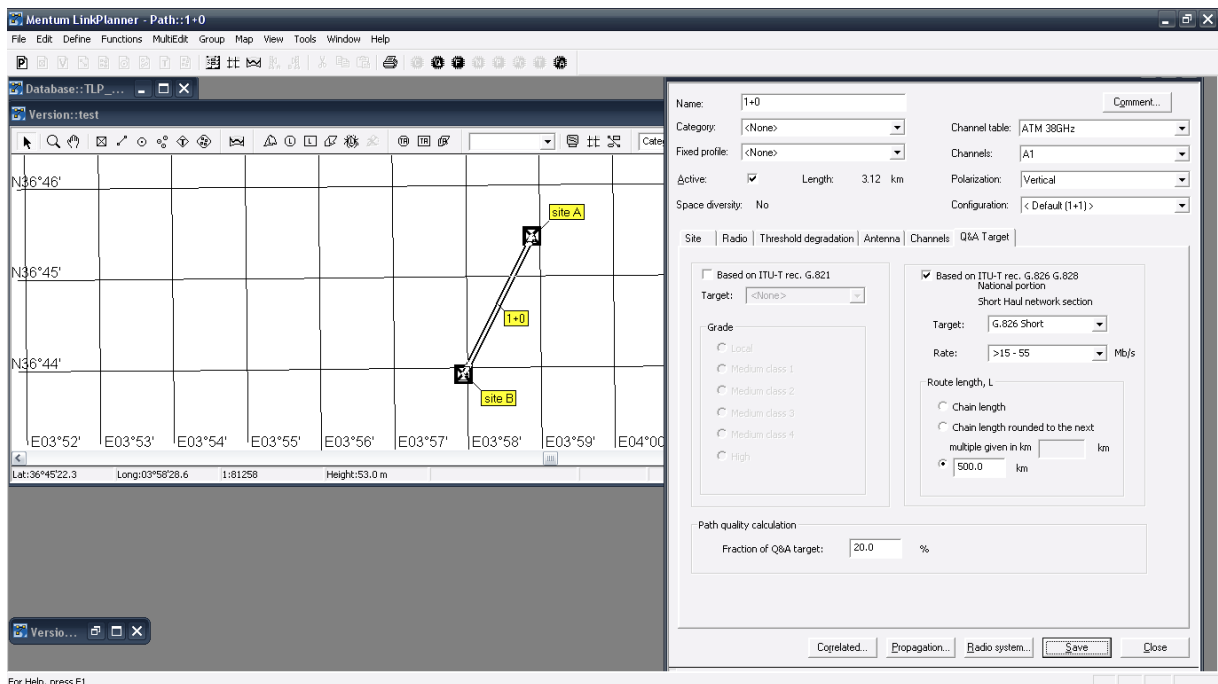 Mentum LinkPlanner - Path::1+0
File Edit Define Functions MultiEdit Group Map View Tools Window Help
Database::TLP_...
Version::test
Categ
N36°46'
N36°45'
N36°44'
site A
1+0
site B
E03°52' E03°53' E03°54' E03°55' E03°56' E03°57' E03°58' E03°59' E04°00
Lat:36°45'22.3 Long:03°58'28.6 1:81258 Height:53.0 m
Versio...
For Help, press F1
Name: 1+0 Comment...
Category: <None> Channel table: ATM 38GHz
Fixed profile: <None> Channels: A1
Active: Length: 3.12 km Polarization: Vertical
Space diversity: No Configuration: < Default (1+1) >
Site Radio Threshold degradation Antenna Channels Q&A Target
Based on ITU-T rec. G.821
Target: <None>
Grade
Local
Medium class 1
Medium class 2
Medium class 3
Medium class 4
High
Based on ITU-T rec. G.826 G.828
National portion
Short Haul network section
Target: G.826 Short
Rate: >15 - 55 Mb/s
Route length, L
Chain length
Chain length rounded to the next
multiple given in km km
500.0 km
Path quality calculation
Fraction of Q&A target: 20.0 %
Correlated... Propagation... Radio system... Save Close